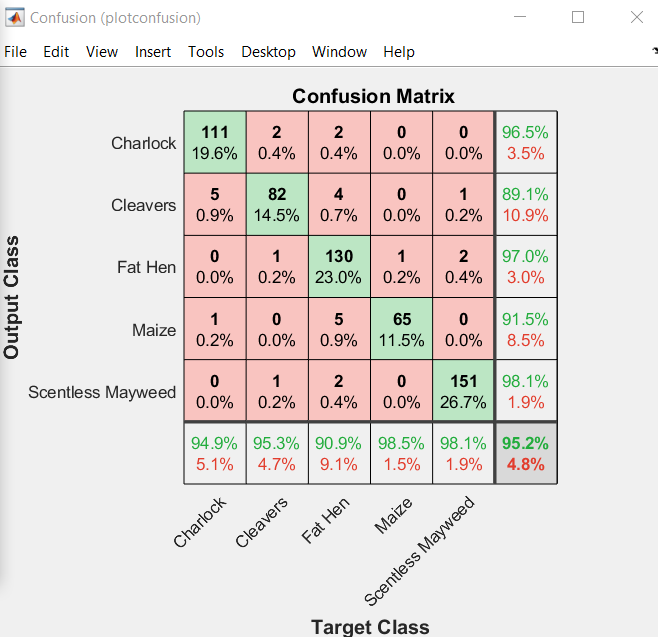 Confusion (plotconfusion)
File Edit View Insert Tools Desktop Window Help
Confusion Matrix
Output Class
Charlock 111 2 2 0 0 96.5%
19.6% 0.4% 0.4% 0.0% 0.0% 3.5%
Cleavers 5 82 4 0 1 89.1%
0.9% 14.5% 0.7% 0.0% 0.2% 10.9%
Fat Hen 0 1 130 1 2 97.0%
0.0% 0.2% 23.0% 0.2% 0.4% 3.0%
Maize 1 0 5 65 0 91.5%
0.2% 0.0% 0.9% 11.5% 0.0% 8.5%
Scentless Mayweed 0 1 2 0 151 98.1%
0.0% 0.2% 0.4% 0.0% 26.7% 1.9%
94.9% 95.3% 90.9% 98.5% 98.1% 95.2%
5.1% 4.7% 9.1% 1.5% 1.9% 4.8%
Charlock Cleavers Fat Hen Maize Scentless Mayweed
Target Class